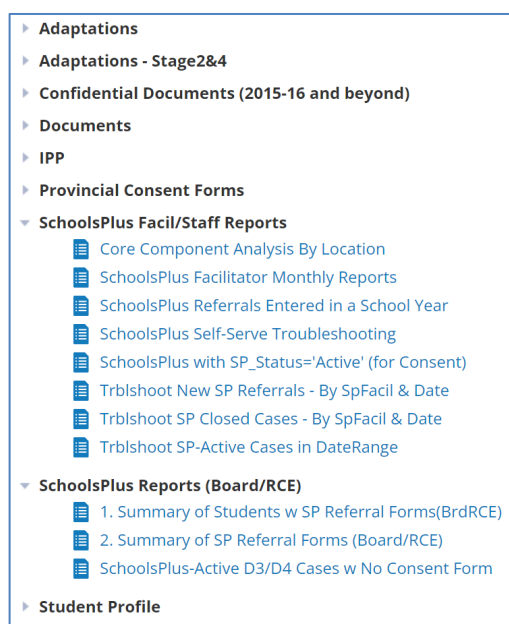 Adaptations
Adaptations - Stage2&4
Confidential Documents (2015-16 and beyond)
Documents
IPP
Provincial Consent Forms
SchoolsPlus Facil/Staff Reports
Core Component Analysis By Location
SchoolsPlus Facilitator Monthly Reports
SchoolsPlus Referrals Entered in a School Year
SchoolsPlus Self-Serve Troubleshooting
SchoolsPlus with SP_Status='Active' (for Consent)
Trblshoot New SP Referrals - By SpFacil & Date
Trblshoot SP Closed Cases - By SpFacil & Date
Trblshoot SP-Active Cases in DateRange
SchoolsPlus Reports (Board/RCE)
1. Summary of Students w SP Referral Forms(BrdRCE)
2. Summary of SP Referral Forms (Board/RCE)
SchoolsPlus-Active D3/D4 Cases w No Consent Form
Student Profile